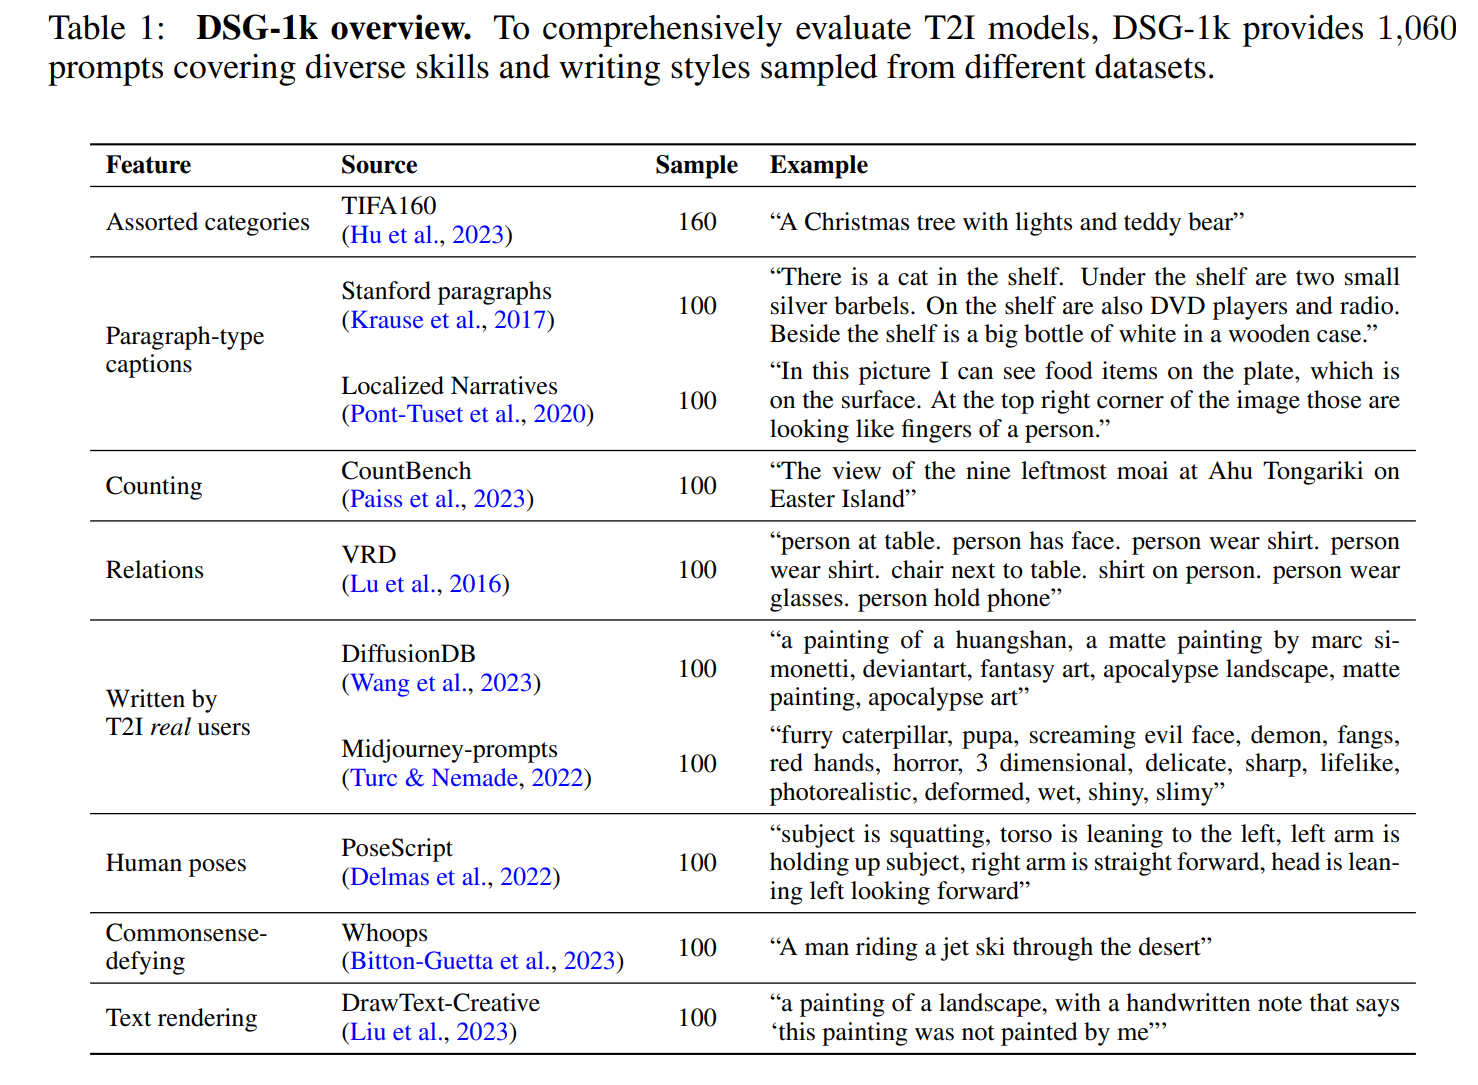 Table 1: DSG-1k overview. To comprehensively evaluate T2I models, DSG-1k provides 1,060
prompts covering diverse skills and writing styles sampled from different datasets.
Feature Source Sample Example
Assorted categories
TIFA160
(Hu et al., 2023)
160
“A Christmas tree with lights and teddy bear”
Paragraph-type
captions
Stanford paragraphs
(Krause et al., 2017)
100
“There is a cat in the shelf. Under the shelf are two small
silver barbels. On the shelf are also DVD players and radio.
Beside the shelf is a big bottle of white in a wooden case.”
Localized Narratives
(Pont-Tuset et al., 2020)
100
“In this picture I can see food items on the plate, which is
on the surface. At the top right corner of the image those are
looking like fingers of a person.”
Counting
CountBench
(Paiss et al., 2023)
100
“The view of the nine leftmost moai at Ahu Tongariki on
Easter Island”
Relations
VRD
(Lu et al., 2016)
100
“person at table. person has face. person wear shirt. person
wear shirt. chair next to table. shirt on person. person wear
glasses. person hold phone”
Written by
T2I real users
DiffusionDB
(Wang et al., 2023)
100
“a painting of a huangshan, a matte painting by marc si-
monetti, deviantart, fantasy art, apocalypse landscape, matte
painting, apocalypse art”
Midjourney-prompts
(Turc & Nemade, 2022)
100
“furry caterpillar, pupa, screaming evil face, demon, fangs,
red hands, horror, 3 dimensional, delicate, sharp, lifelike,
photorealistic, deformed, wet, shiny, slimy”
Human poses
PoseScript
(Delmas et al., 2022)
100
“subject is squatting, torso is leaning to the left, left arm is
holding up subject, right arm is straight forward, head is lean-
ing left looking forward”
Commonsense-
defying
Whoops
(Bitton-Guetta et al., 2023)
100
“A man riding a jet ski through the desert”
Text rendering
DrawText-Creative
(Liu et al., 2023)
100
“a painting of a landscape, with a handwritten note that says
‘this painting was not painted by me”’